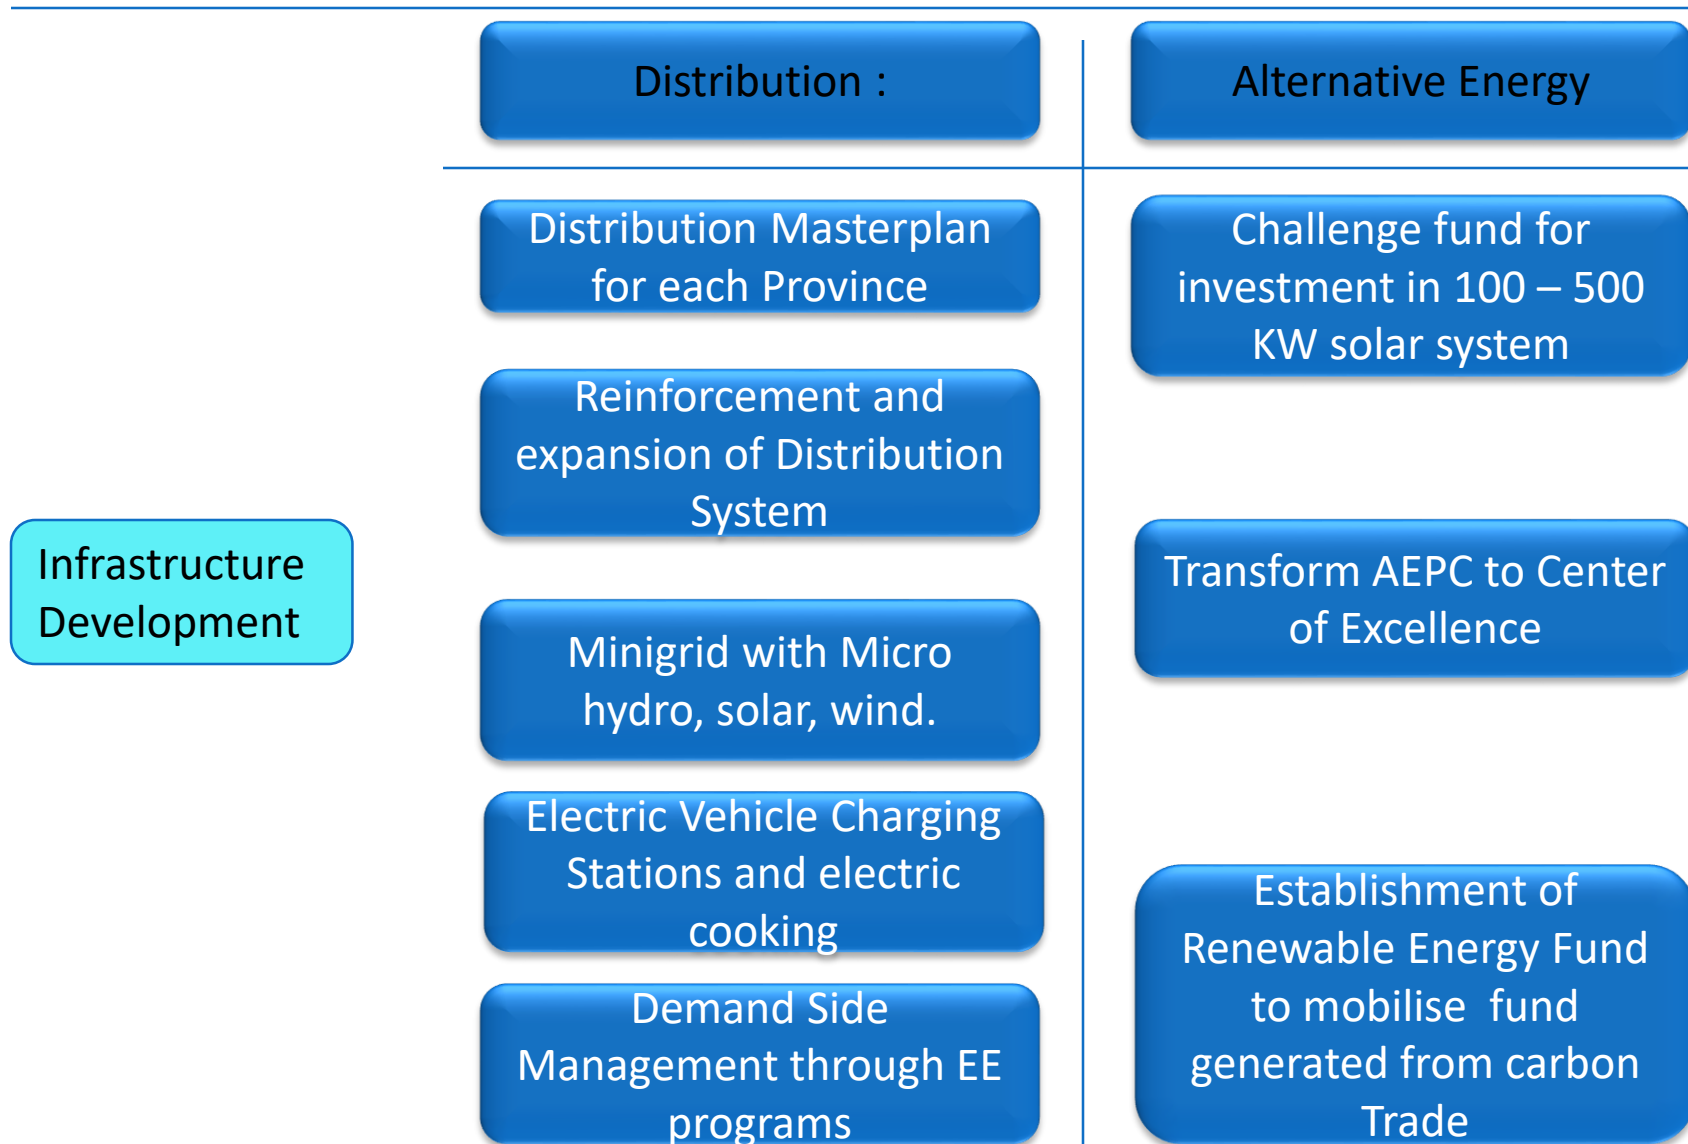 Distribution :
Alternative Energy
Infrastructure
Development
Distribution Masterplan
for each Province
Reinforcement and
expansion of Distribution
System
Minigrid with Micro
hydro, solar, wind.
Electric Vehicle Charging
Stations and electric
cooking
Demand Side
Management through EE
programs
Challenge fund for
investment in 100 – 500
KW solar system
Transform AEPC to Center
of Excellence
Establishment of
Renewable Energy Fund
to mobilise  fund
generated from carbon
Trade